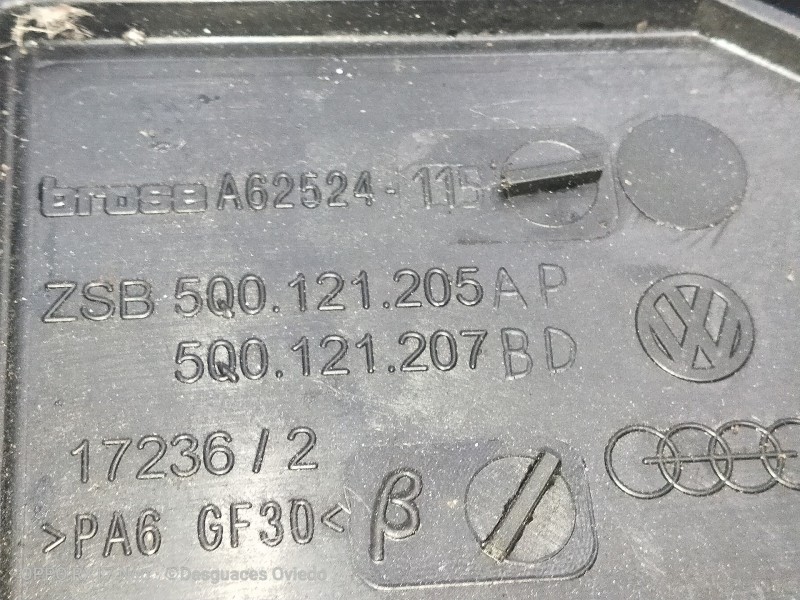 brose A62524-115
ZSB 5Q0.121.205 AP
5Q0.121.207 BD
17236/2
>PA6 GF30< β
©Desguaces Oviedo